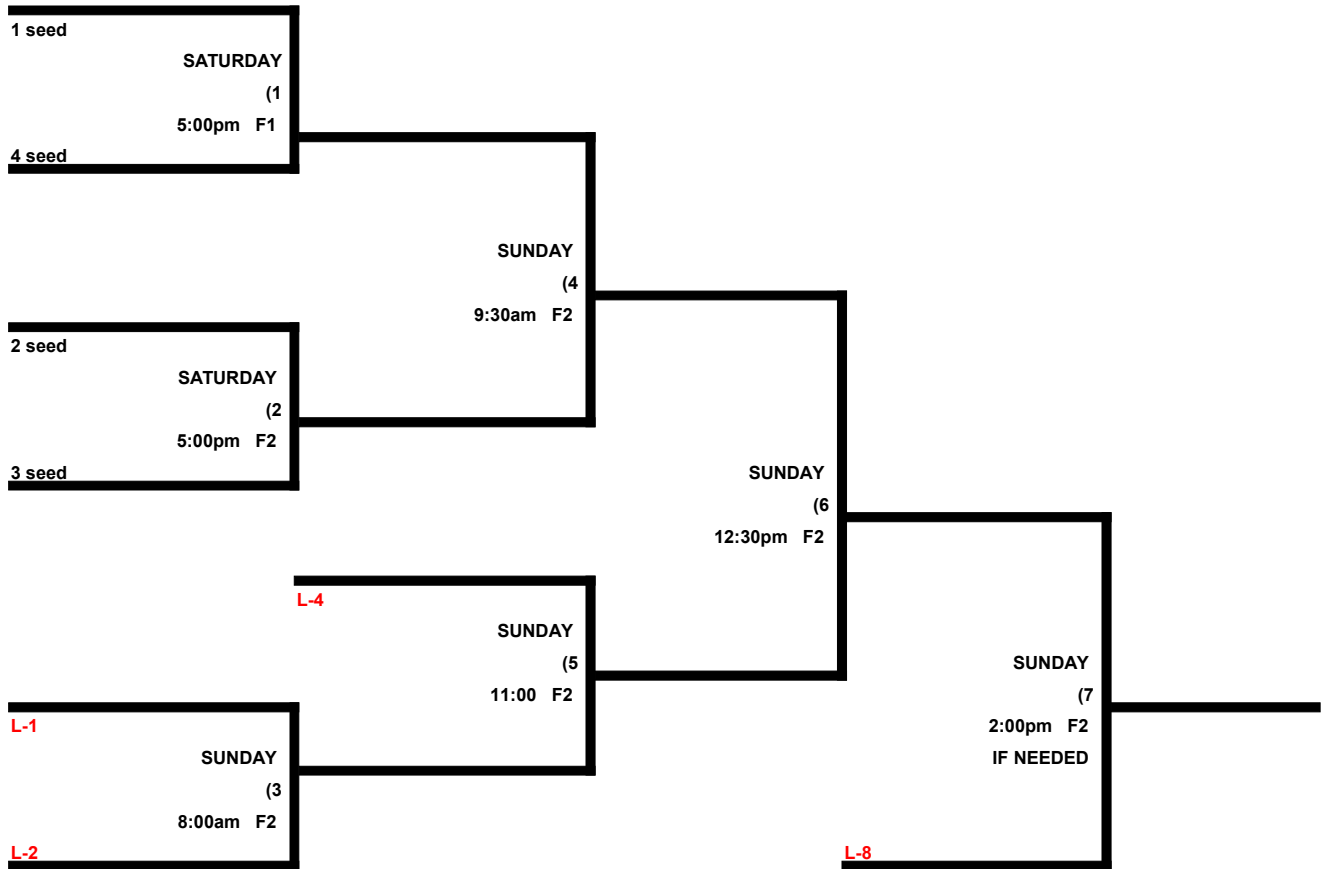 1 seed
SATURDAY
(1
5:00pm F1
4 seed
SUNDAY
(4
9:30am F2
2 seed
SATURDAY
(2
5:00pm F2
3 seed
SUNDAY
(6
12:30pm F2
L-4
SUNDAY
(5
11:00 F2
SUNDAY
(7
2:00pm F2
IF NEEDED
L-1
SUNDAY
(3
8:00am F2
L-2
L-8